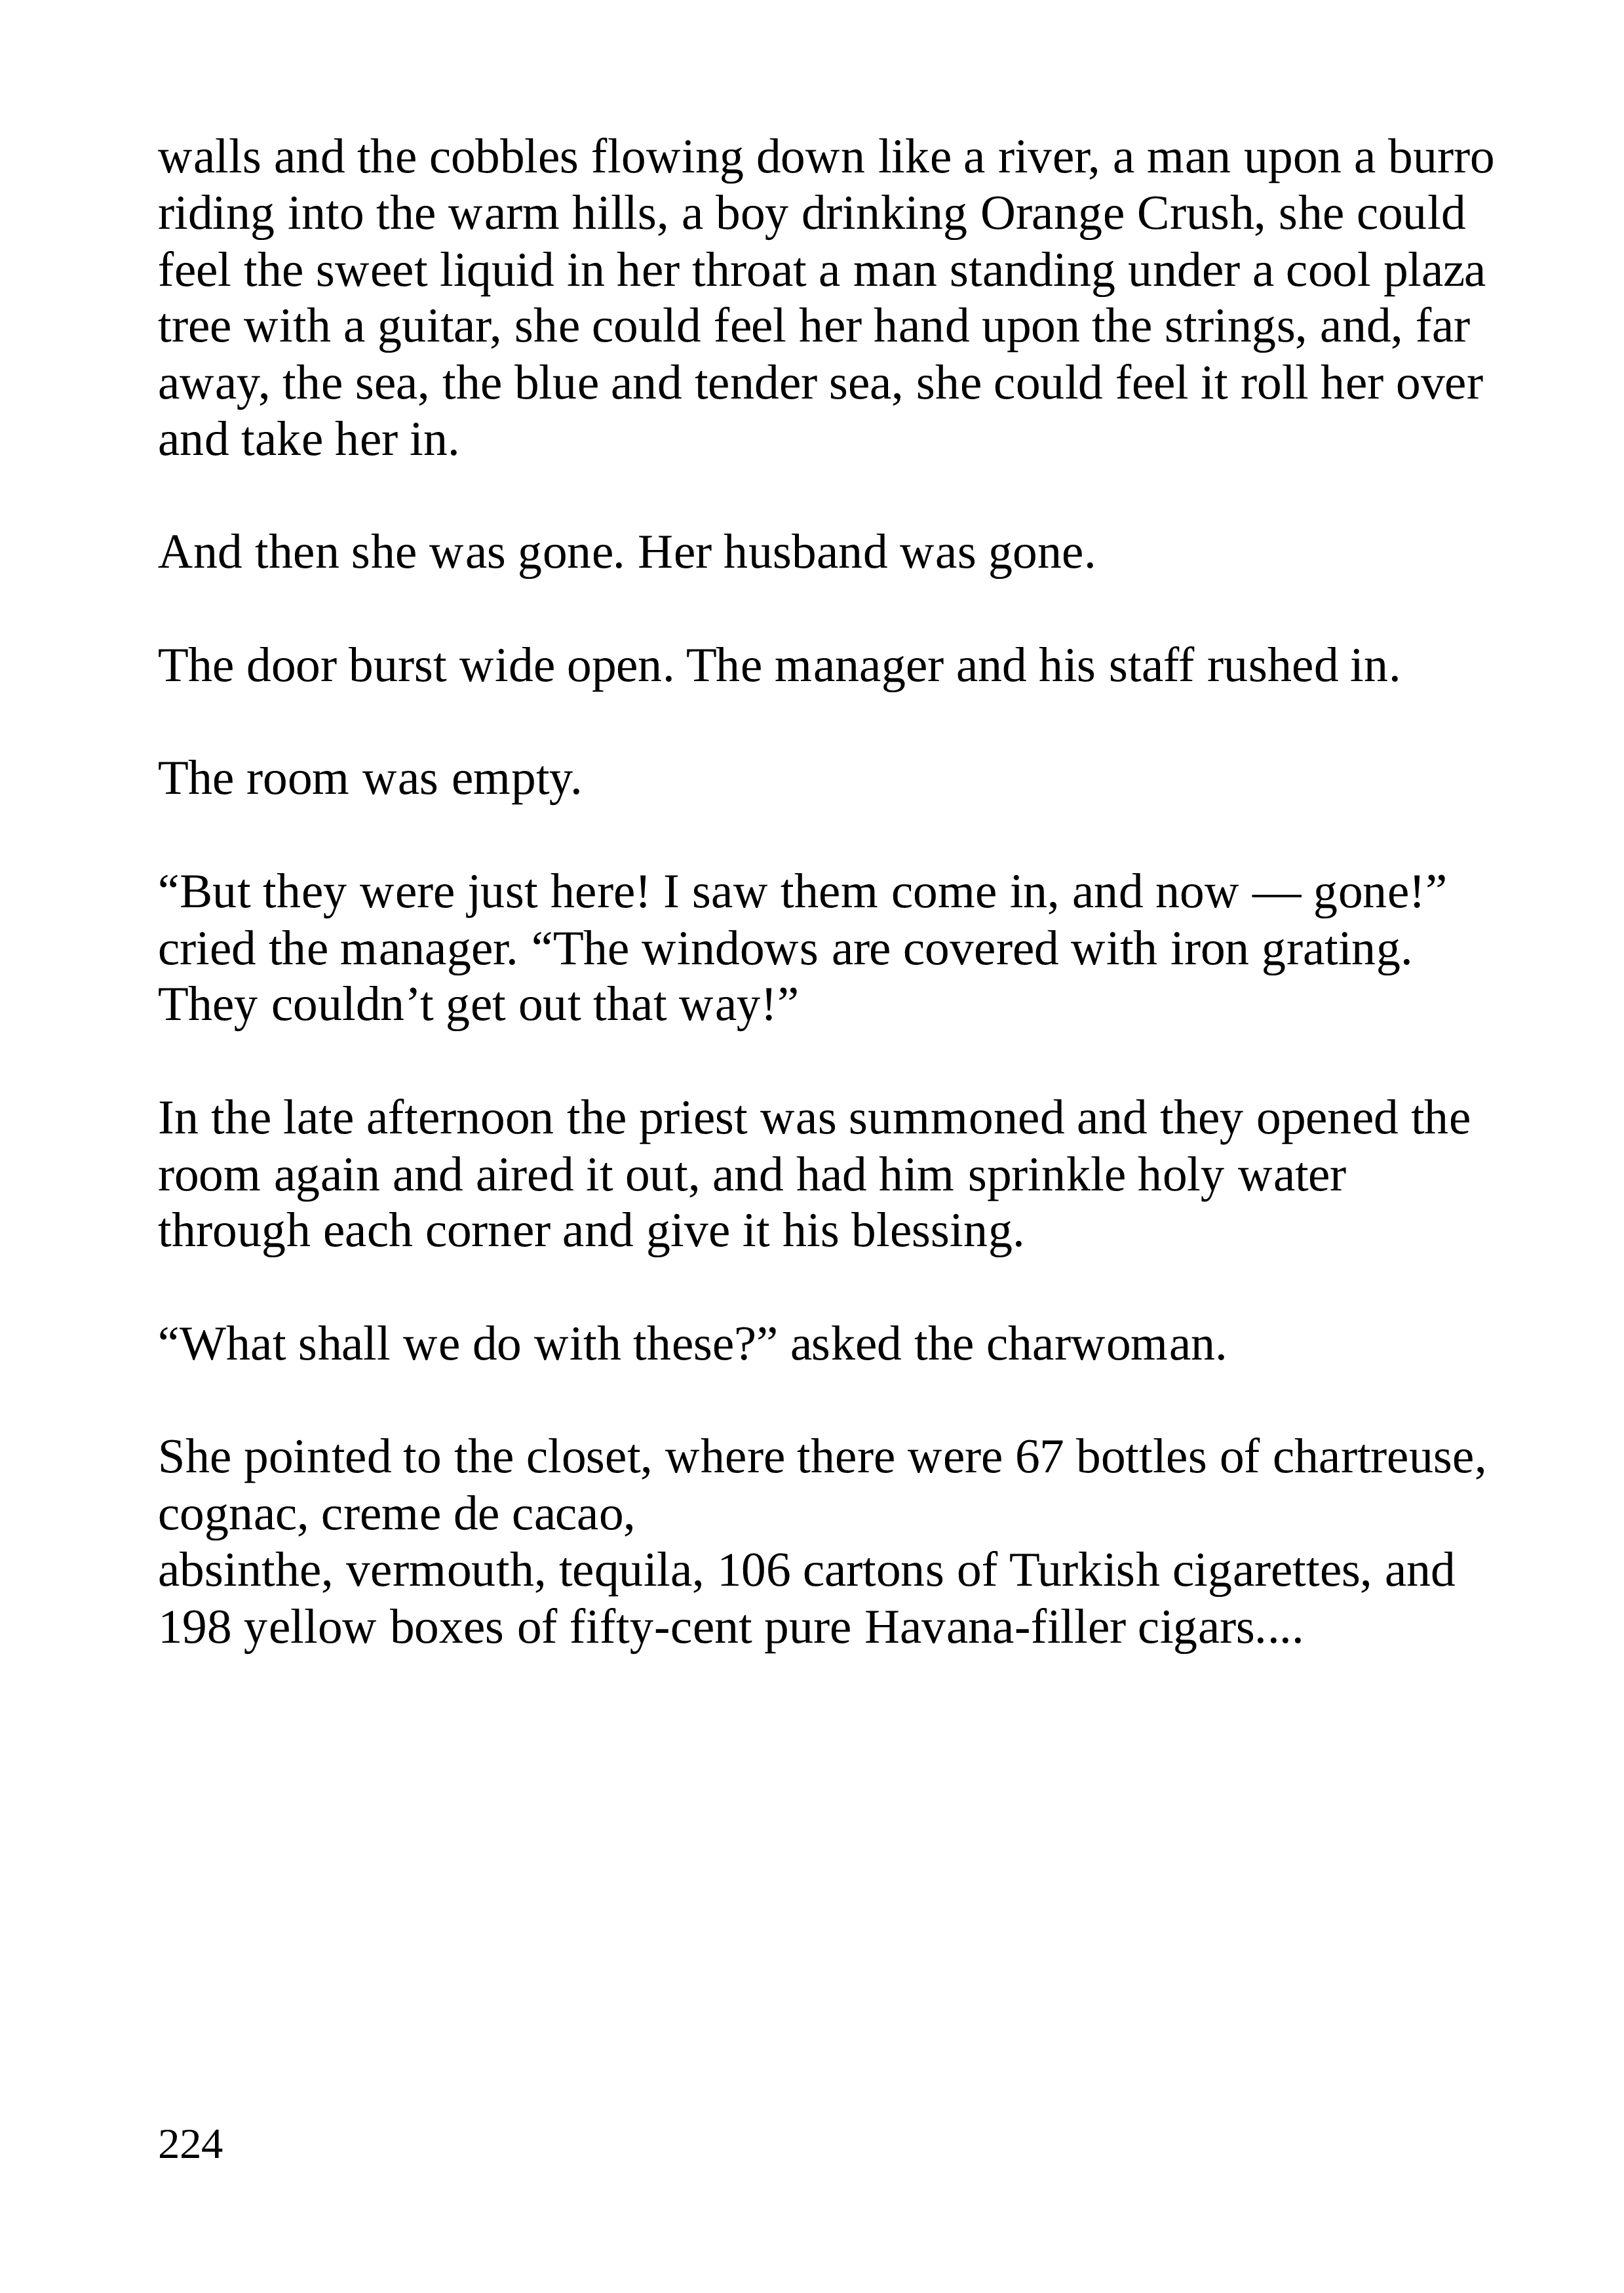 walls and the cobbles flowing down like a river, a man upon a burro
riding into the warm hills, a boy drinking Orange Crush, she could
feel the sweet liquid in her throat a man standing under a cool plaza
tree with a guitar, she could feel her hand upon the strings, and, far
away, the sea, the blue and tender sea, she could feel it roll her over
and take her in.
And then she was gone. Her husband was gone.
The door burst wide open. The manager and his staff rushed in.
The room was empty.
“But they were just here! I saw them come in, and now — gone!”
cried the manager. “The windows are covered with iron grating.
They couldn’t get out that way!”
In the late afternoon the priest was summoned and they opened the
room again and aired it out, and had him sprinkle holy water
through each corner and give it his blessing.
“What shall we do with these?” asked the charwoman.
She pointed to the closet, where there were 67 bottles of chartreuse,
cognac, creme de cacao,
absinthe, vermouth, tequila, 106 cartons of Turkish cigarettes, and
198 yellow boxes of fifty-cent pure Havana-filler cigars....
224